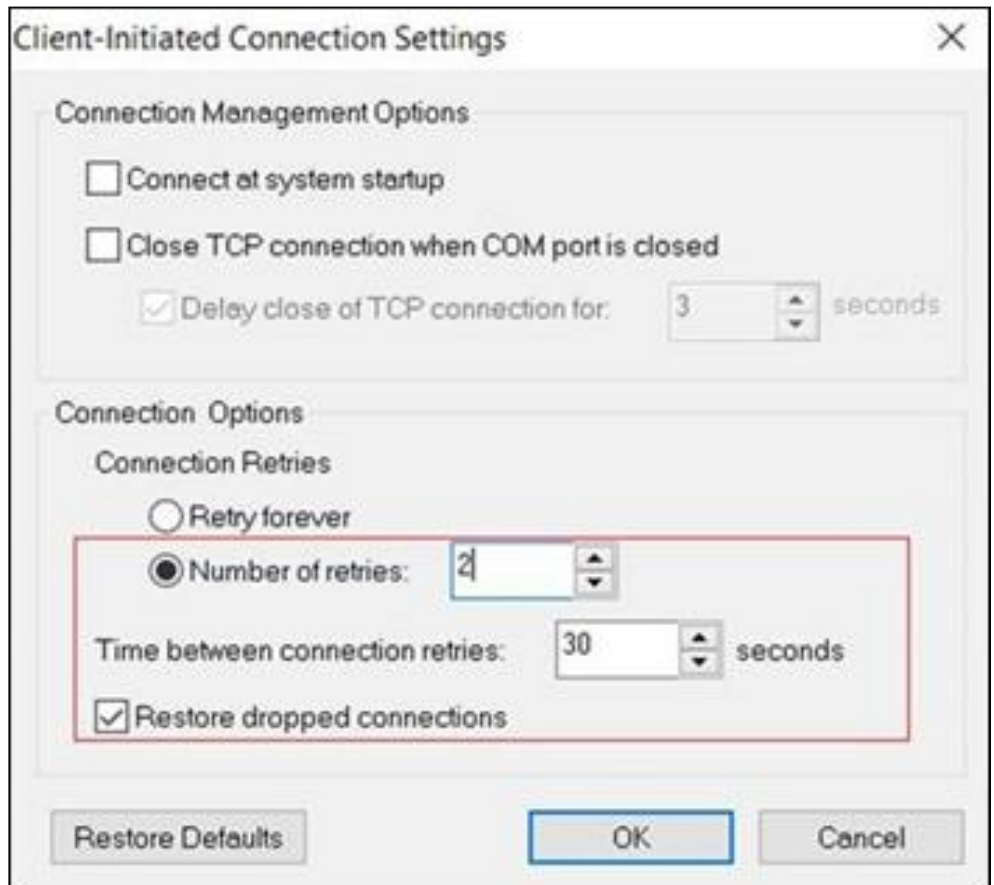 Client-Initiated Connection Settings
Connection Management Options
Connect at system startup
Close TCP connection when COM port is closed
Delay close of TCP connection for: 3 seconds
Connection Options
Connection Retries
Retry forever
Number of retries: 2
Time between connection retries: 30 seconds
Restore dropped connections
Restore Defaults OK Cancel